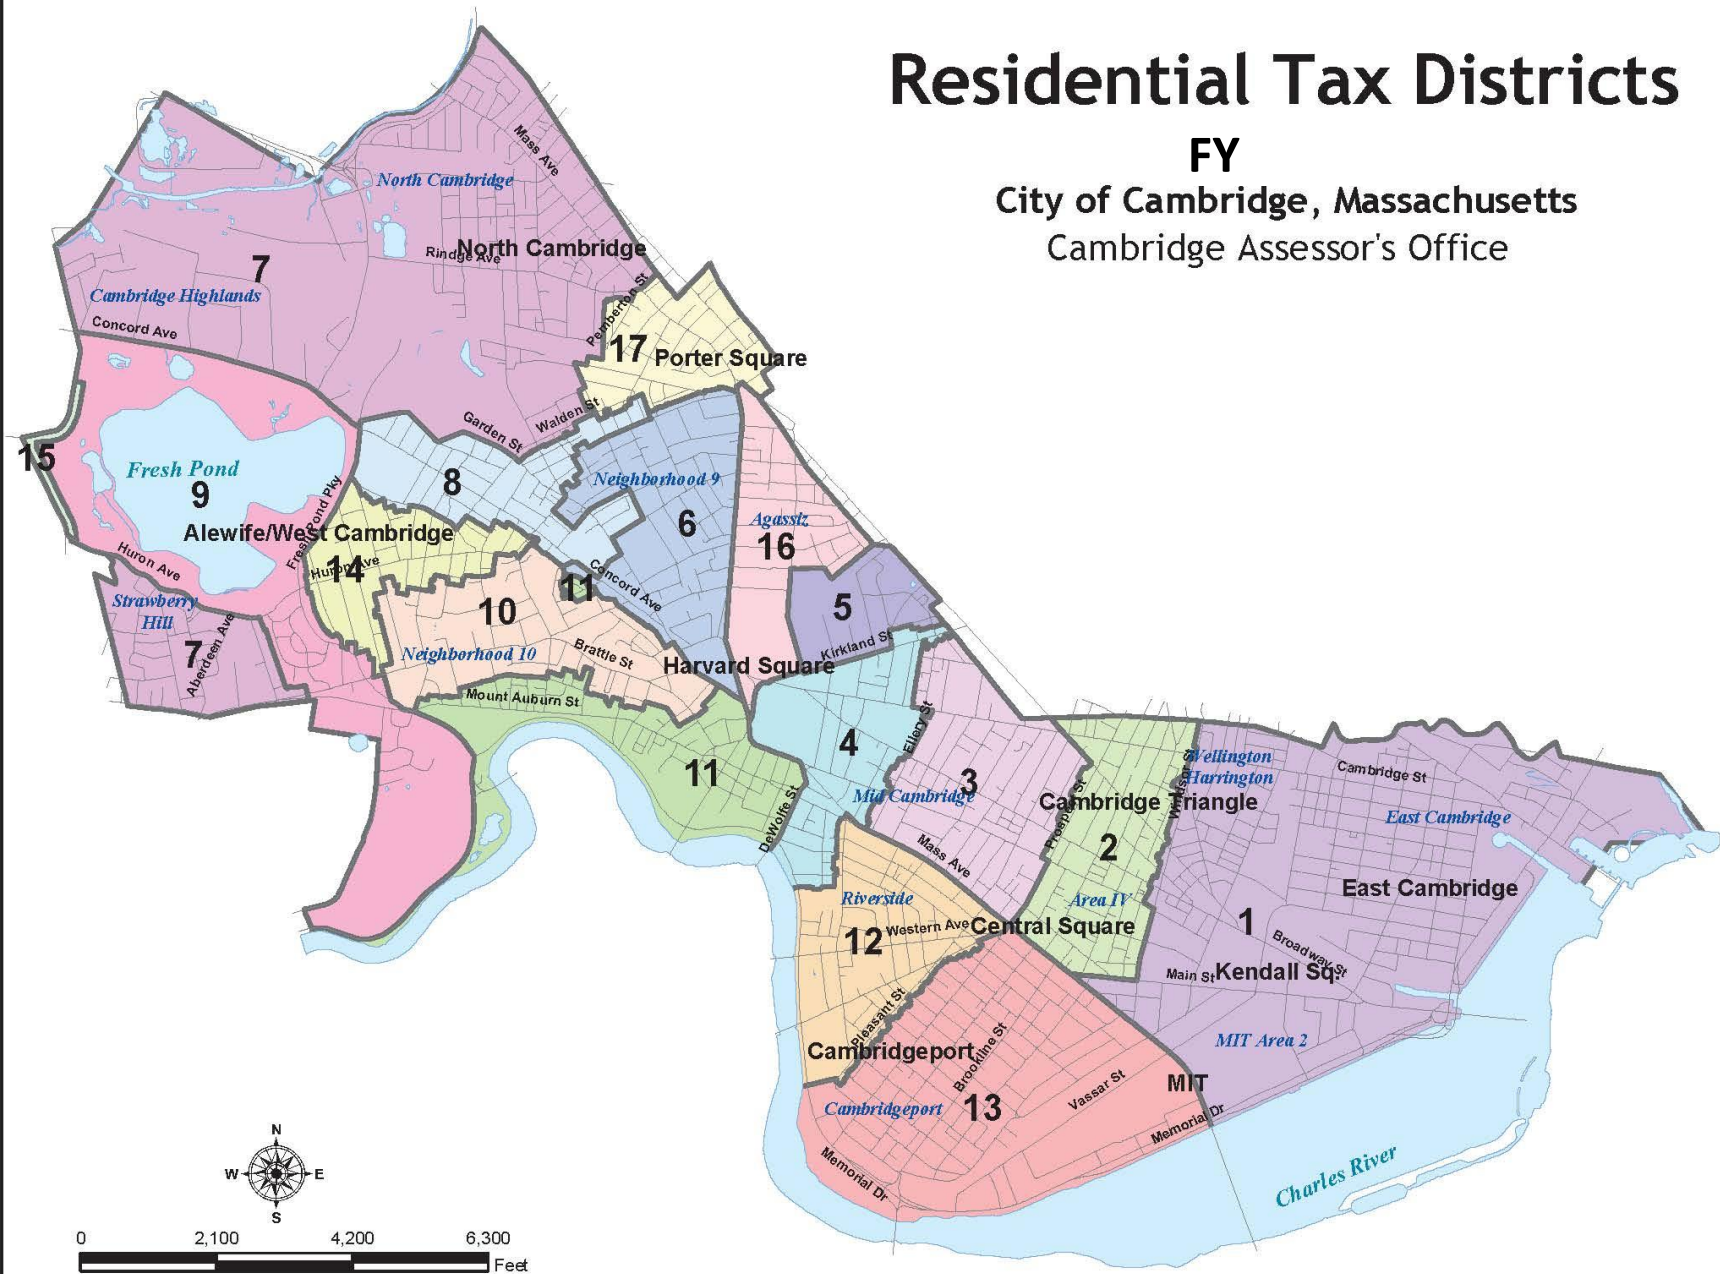 Residential Tax Districts
FY
City of Cambridge, Massachusetts
Cambridge Assessor's Office
Mass Ave
North Cambridge
Rindge Ave
North Cambridge
7
Cambridge Highlands
Concord Ave
Pemberton St
17
Porter Square
Walden St
Garden St
15
Fresh Pond
9
8
Neighborhood 9
6
Agassiz
16
Fresh Pond Pky
Alewife/West Cambridge
Huron Ave
14
Huron Ave
11
Concord Ave
5
Kirkland St
Strawberry
Hill
7
Aberdeen Ave
10
Neighborhood 10
Brattle St
Harvard Square
Mount Auburn St
11
DeWolfe St
4
Ellery St
Mid Cambridge
3
Mass Ave
Prospect St
Cambridge Triangle
2
Area IV
Windsor St
Wellington
Harrington
Cambridge St
East Cambridge
East Cambridge
1
Broadway St
Main St
Kendall Sq.
Riverside
12
Western Ave
Central Square
Pleasant St
Cambridgeport
Brookline St
Cambridgeport
13
Vassar St
MIT
MIT Area 2
Memorial Dr
Memorial Dr
Charles River
N
W
E
S
0
2,100
4,200
6,300
Feet